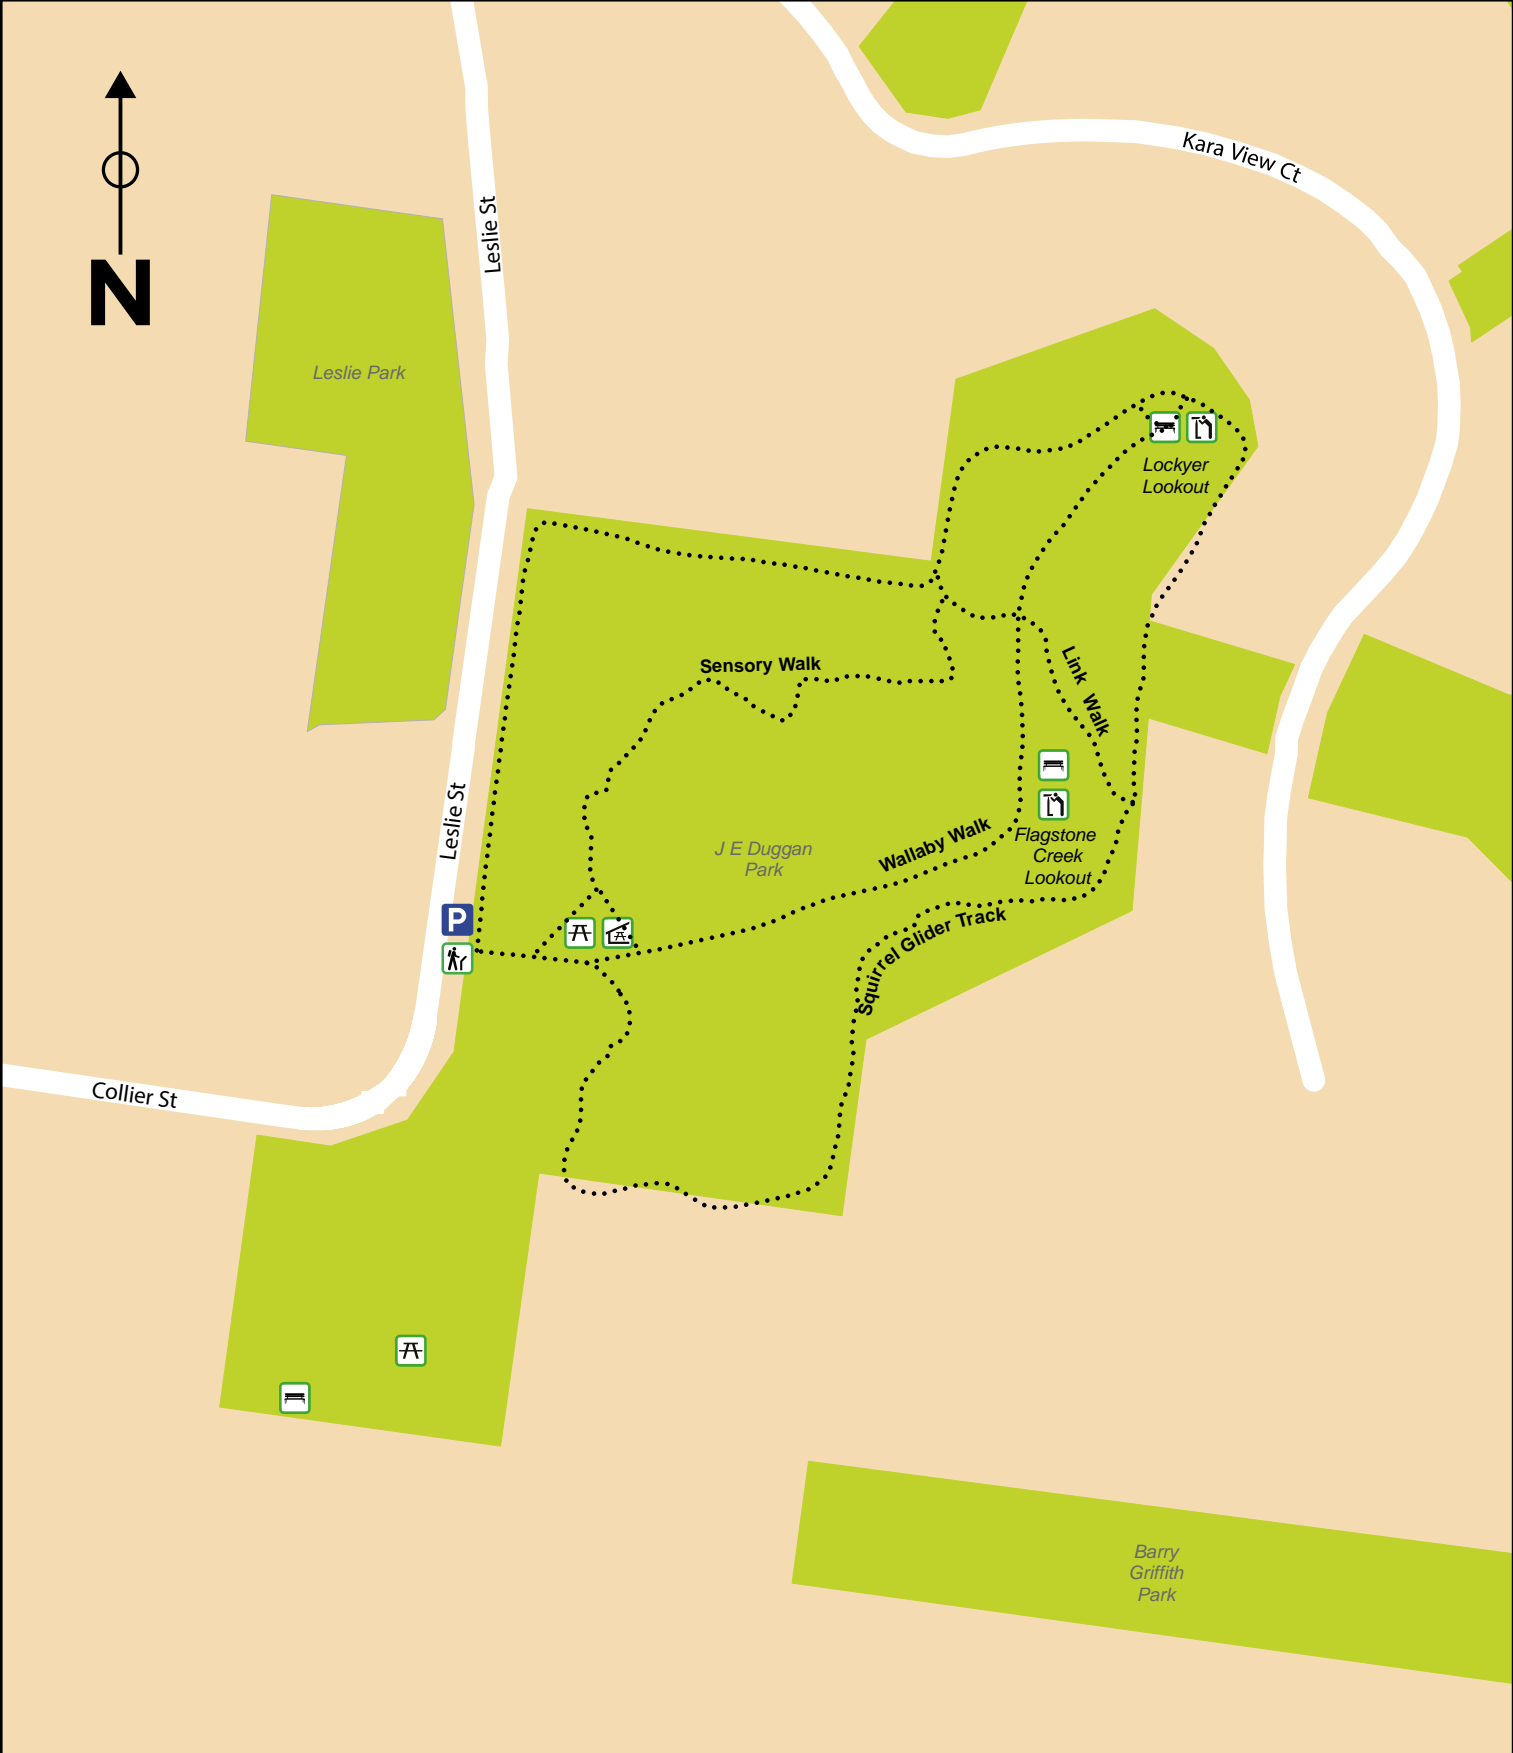 Kara View Ct
Leslie St
N
Leslie Park
Lockyer
Lookout
Sensory Walk
Link Walk
Leslie St
Wallaby Walk
Flagstone
Creek
Lookout
J E Duggan
Park
P
Squirrel Glider Track
Collier St
Barry
Griffith
Park